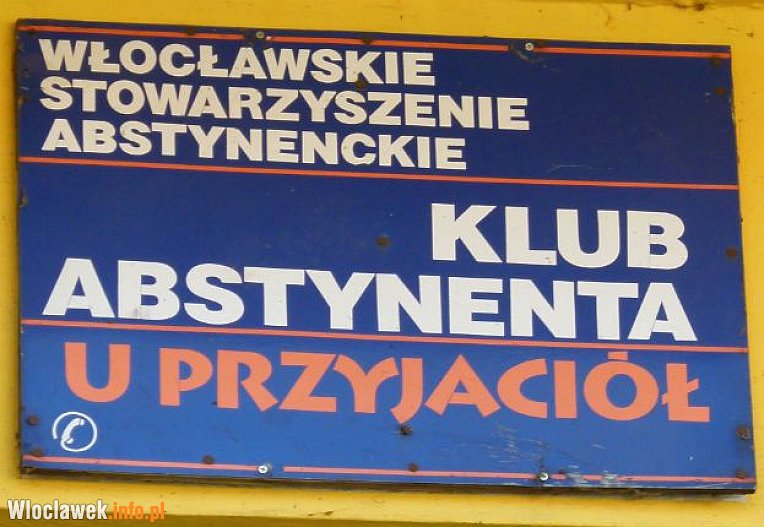 WŁOCŁAWSKIE
STOWARZYSZENIE
ABSTYNENCKIE
KLUB
ABSTYNENTA
U PRZYJACIÓŁ
Wloclawek.info.pl